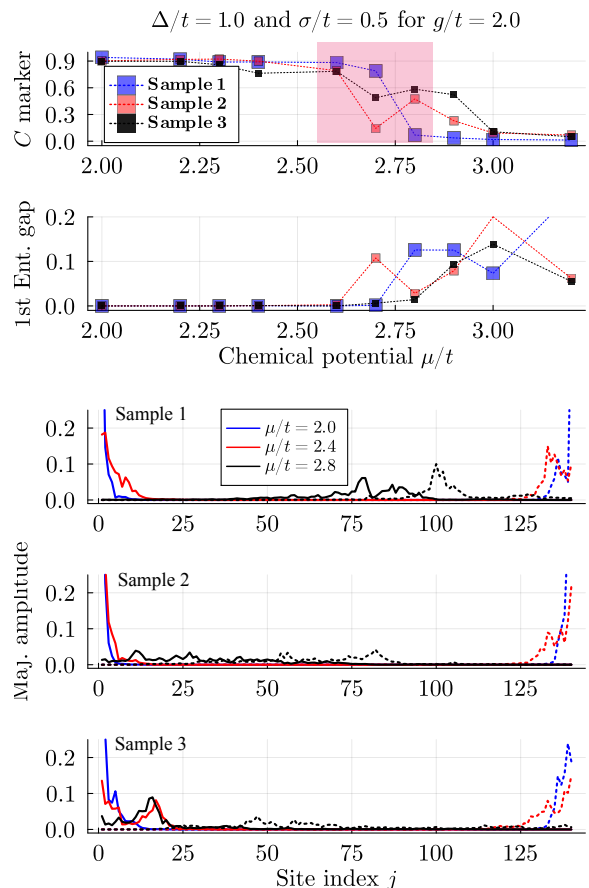 Δ/t = 1.0 and σ/t = 0.5 for g/t = 2.0
C marker
0.9
0.6
0.3
0.0
Sample 1
Sample 2
Sample 3
2.00 2.25 2.50 2.75 3.00
1st Ent. gap
0.2
0.1
0.0
2.00 2.25 2.50 2.75 3.00
Chemical potential μ/t
Maj. amplitude
Sample 1
μ/t = 2.0
μ/t = 2.4
μ/t = 2.8
0.2
0.1
0.0
0 25 50 75 100 125
Sample 2
0.2
0.1
0.0
0 25 50 75 100 125
Sample 3
0.2
0.1
0.0
0 25 50 75 100 125
Site index j